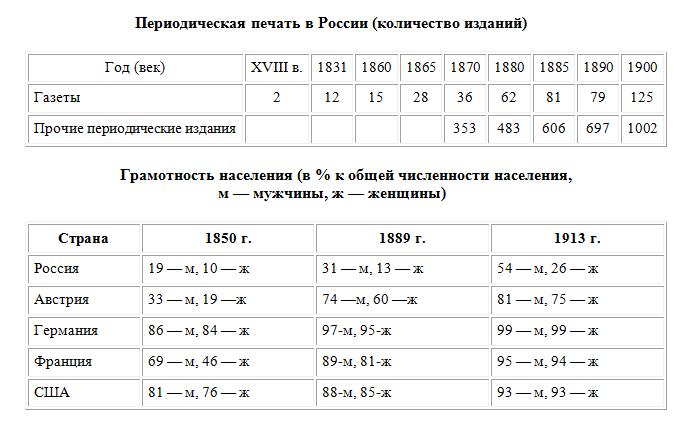 Периодическая печать в России (количество изданий)
Год (век) XVIII в. 1831 1860 1865 1870 1880 1885 1890 1900
Газеты 2 12 15 28 36 62 81 79 125
Прочие периодические издания 353 483 606 697 1002
Грамотность населения (в % к общей численности населения,
м — мужчины, ж — женщины)
Страна 1850 г. 1889 г. 1913 г.
Россия 19 — м, 10 — ж 31 — м, 13 — ж 54 — м, 26 — ж
Австрия 33 — м, 19 —ж 74 —м, 60 —ж 81 — м, 75 — ж
Германия 86 — м, 84 — ж 97-м, 95-ж 99 — м, 99 — ж
Франция 69 — м, 46 — ж 89-м, 81-ж 95 — м, 94 — ж
США 81 — м, 76 — ж 88-м, 85-ж 93 — м, 93 — ж